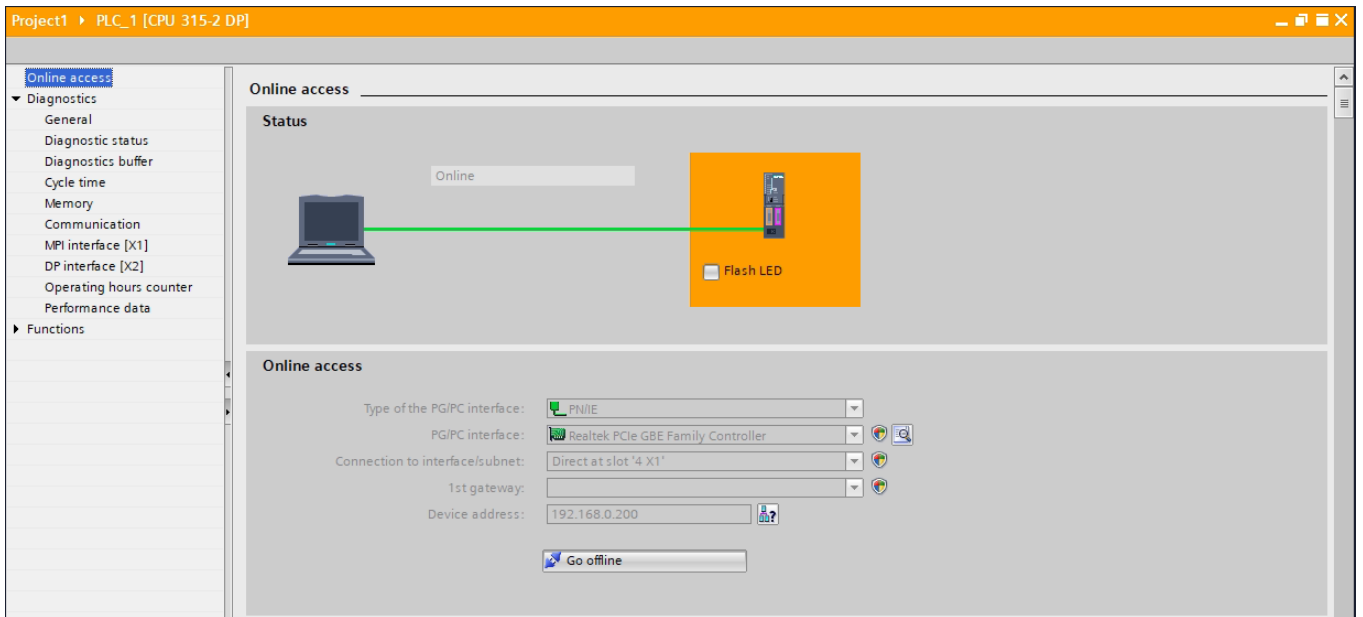 Project1 ▸ PLC_1 [CPU 315-2 DP]
Online access
Diagnostics
General
Diagnostic status
Diagnostics buffer
Cycle time
Memory
Communication
MPI interface [X1]
DP interface [X2]
Operating hours counter
Performance data
Functions
Online access
Status
Online
Flash LED
Online access
Type of the PG/PC interface: PN/IE
PG/PC interface: Realtek PCIe GBE Family Controller
Connection to interface/subnet: Direct at slot '4 X1'
1st gateway:
Device address: 192.168.0.200
Go offline